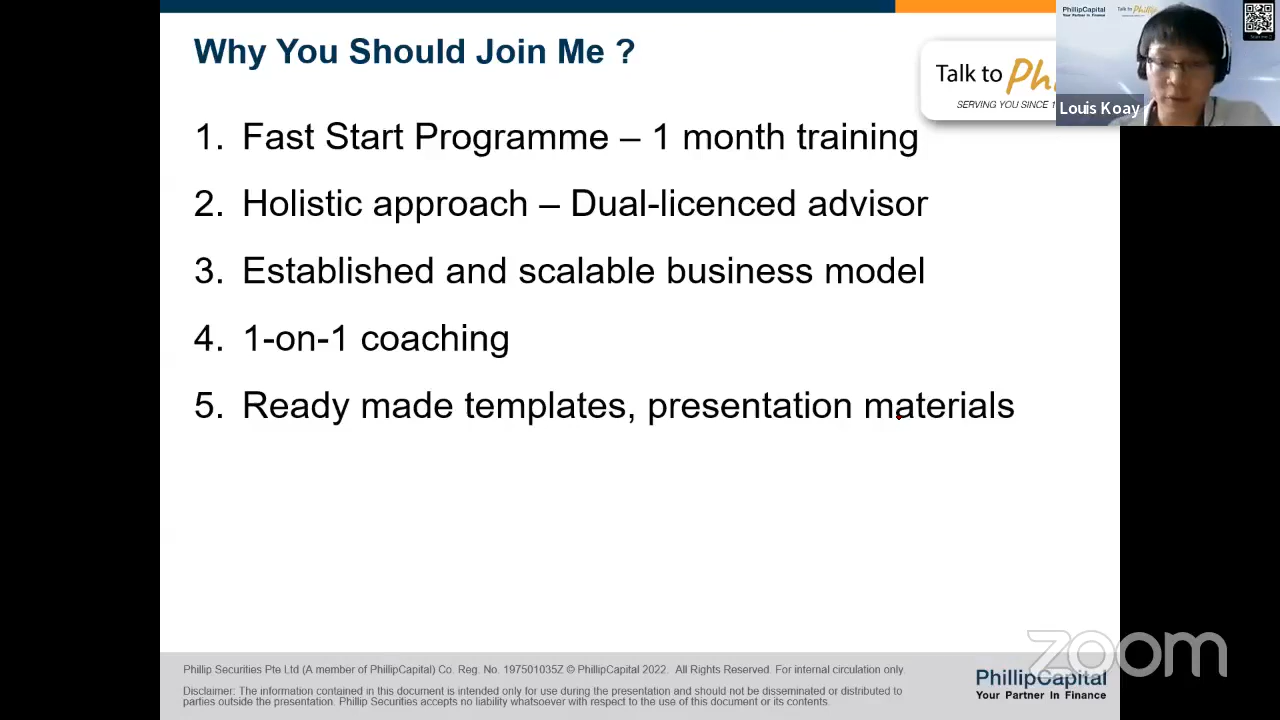 Why You Should Join Me ?
Talk to Ph
SERVING YOU SINCE 1
PhillipCapital
Your Partner in Finance
Talk to Phillip
Louis Koay
1. Fast Start Programme – 1 month training
2. Holistic approach – Dual-licenced advisor
3. Established and scalable business model
4. 1-on-1 coaching
5. Ready made templates, presentation materials
zoom
Phillip Securities Pte Ltd (A member of PhillipCapital) Co. Reg. No. 197501035Z © PhillipCapital 2022. All Rights Reserved. For internal circulation only.
Disclaimer: The information contained in this document is intended only for use during the presentation and should not be disseminated or distributed to
parties outside the presentation. Phillip Securities accepts no liability whatsoever with respect to the use of this document or its contents.
PhillipCapital
Your Partner In Finance